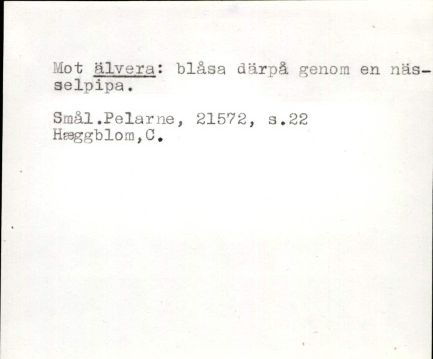 Mot älvera: blåsa därpå genom en näs-
selpipa.
Smål.Pelarne, 21572, s.22
Hæggblom,C.